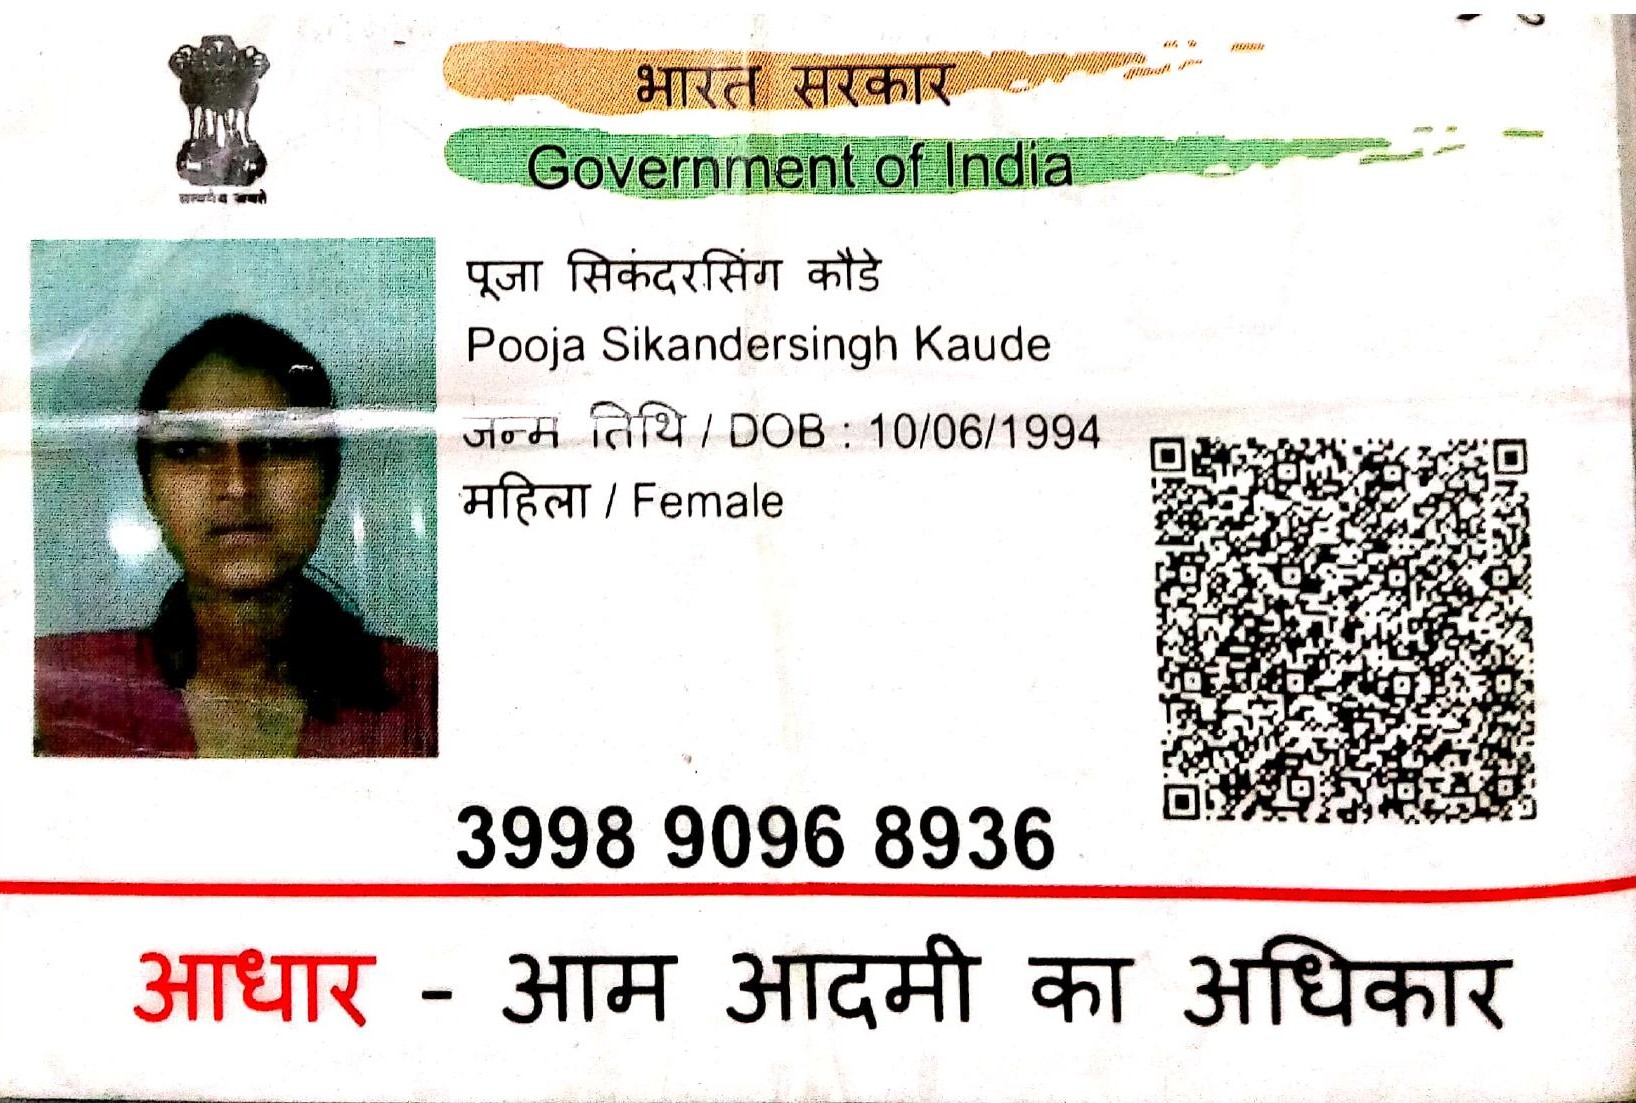 भारत सरकार
Government of India
सत्यमेव जयते
पूजा सिकंदरसिंग कौडे
Pooja Sikandersingh Kaude
जन्म तिथि / DOB : 10/06/1994
महिला / Female
3998 9096 8936
आधार - आम आदमी का अधिकार